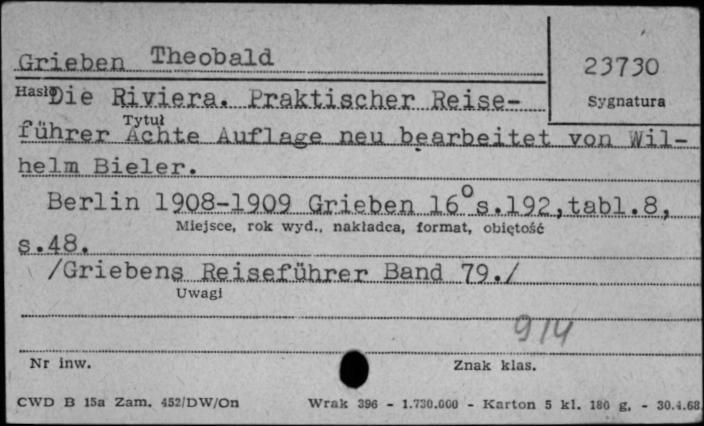 Grieben Theobald
23730
Hasło
Sygnatura
Die Riviera. Praktischer Reise-
Tytuł
führer Achte Auflage neu bearbeitet von Wil-
helm Bieler.
Berlin 1908-1909 Grieben 16° s.192,tabl.8,
Miejsce, rok wyd., nakładca, format, objętość
s.48.
/Griebens Reiseführer Band 79./
Uwagi
914
Nr inw.
Znak klas.
CWD B 15a Zam. 452/DW/On
Wrak 396 - 1.730.000 - Karton 5 kl. 180 g. - 30.4.68